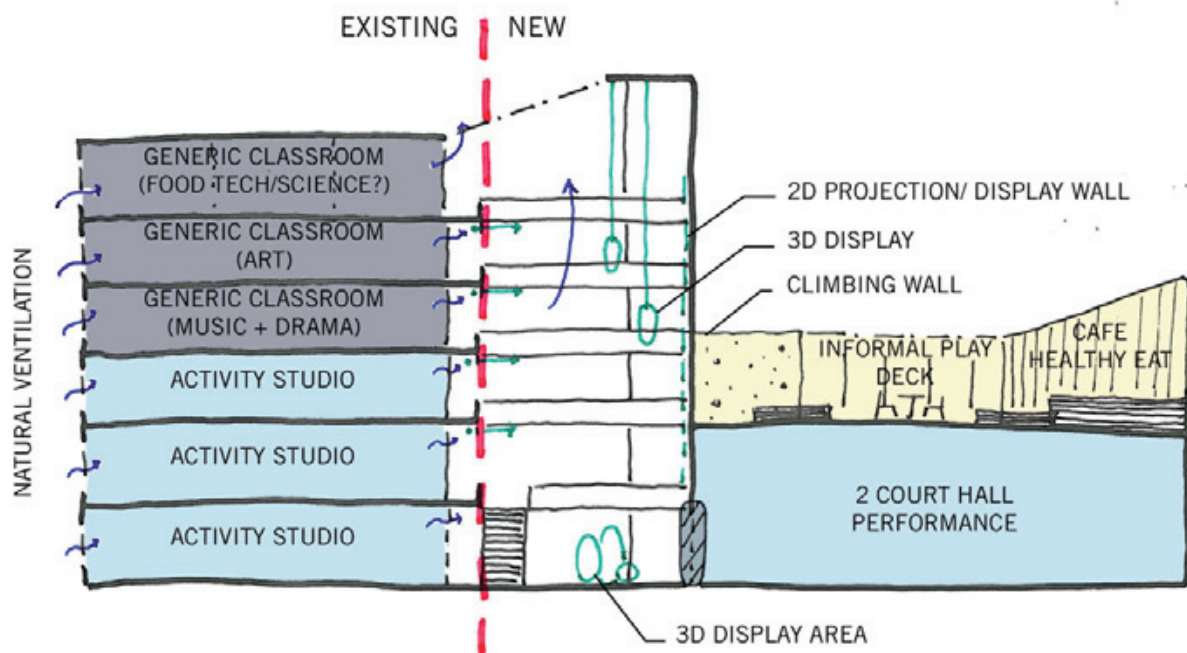 EXISTING
NEW
GENERIC CLASSROOM
(FOOD TECH/SCIENCE?)
GENERIC CLASSROOM
(ART)
GENERIC CLASSROOM
(MUSIC + DRAMA)
ACTIVITY STUDIO
ACTIVITY STUDIO
ACTIVITY STUDIO
NATURAL VENTILATION
2D PROJECTION/ DISPLAY WALL
3D DISPLAY
CLIMBING WALL
INFORMAL PLAY
DECK
CAFE
HEALTHY EAT
2 COURT HALL
PERFORMANCE
3D DISPLAY AREA